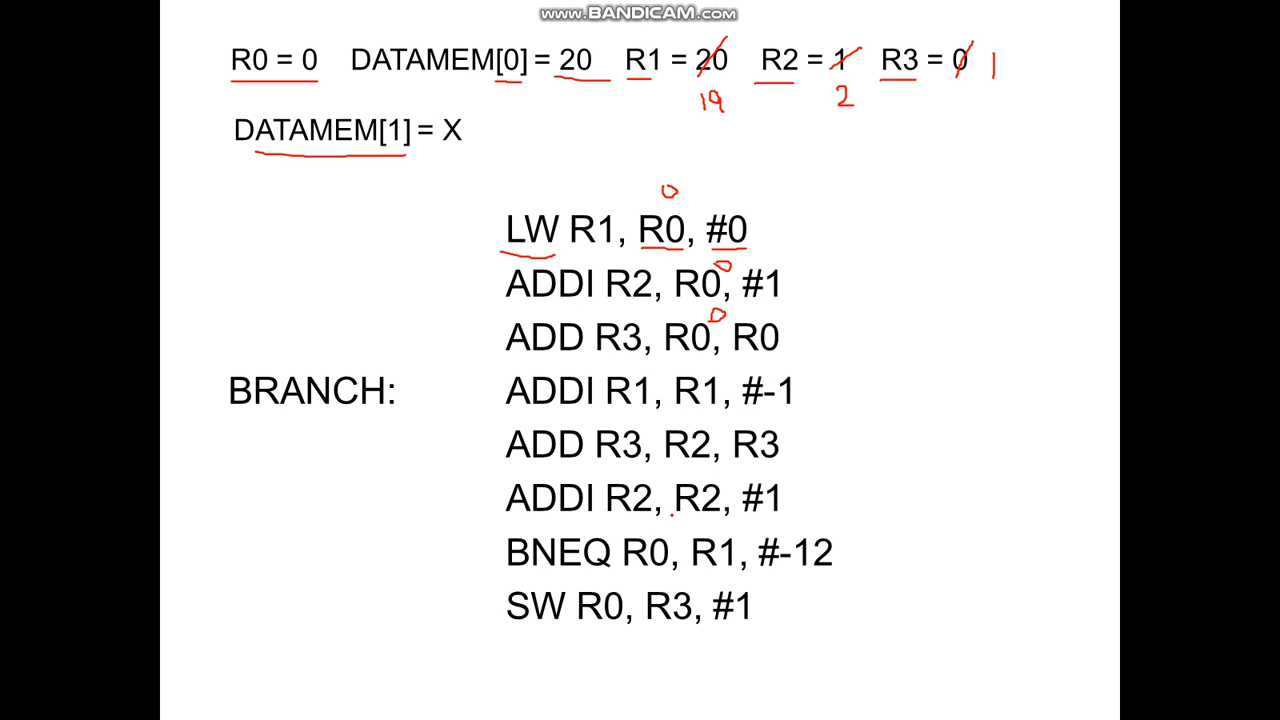 www.BANDICAM.com
R0 = 0 DATAMEM[0] = 20 R1 = 20 R2 = 1 R3 = 0 1
19 2
DATAMEM[1] = X
0
LW R1, R0, #0
0
ADDI R2, R0, #1
0
ADD R3, R0, R0
BRANCH: ADDI R1, R1, #-1
ADD R3, R2, R3
ADDI R2, R2, #1
BNEQ R0, R1, #-12
SW R0, R3, #1